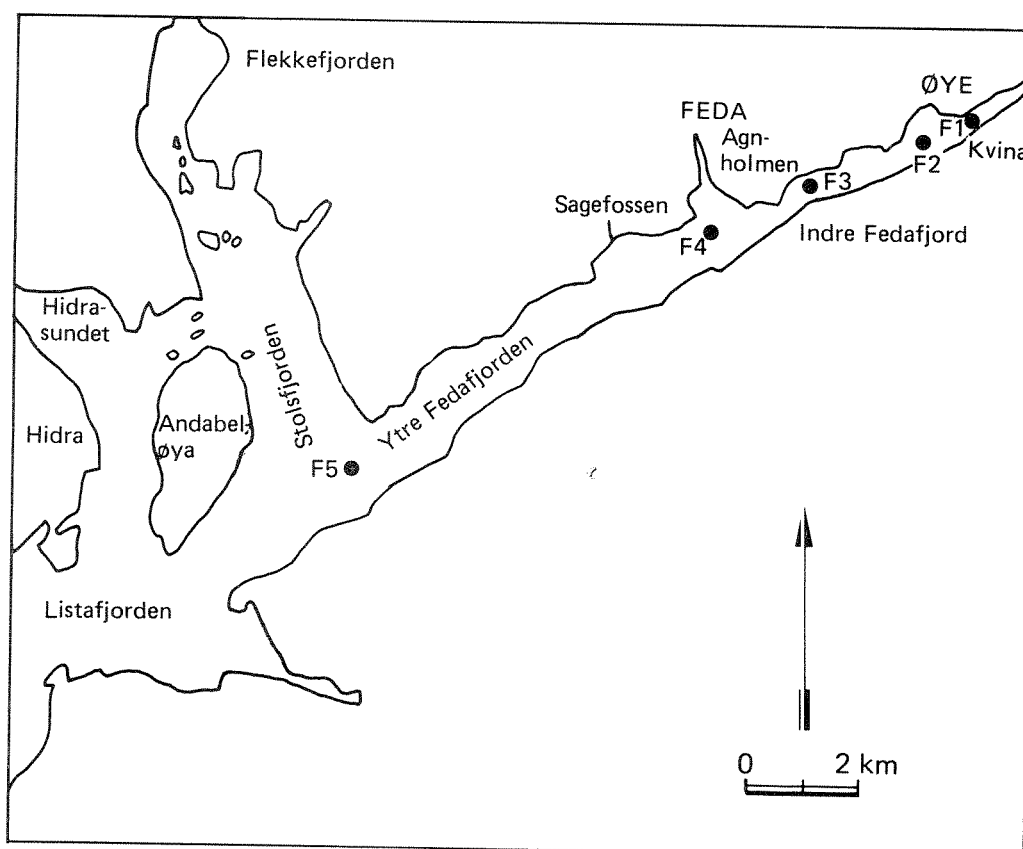 Flekkefjorden
ØYE
FEDA
F1
Agn-
holmen
Kvina
F2
F3
Sagefossen
F4
Indre Fedafjord
Hidra-
sundet
Stolsfjorden
Ytre Fedafjorden
Andabel-
øya
Hidra
F5
Listafjorden
0 2 km